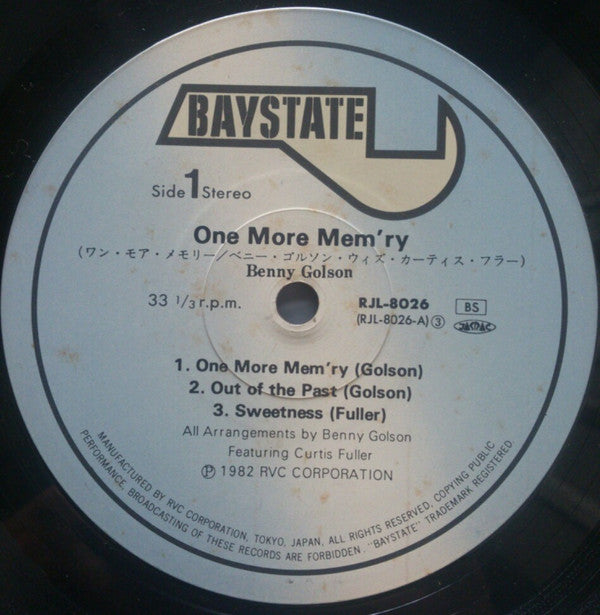 BAYSTATE
Side 1 Stereo
One More Mem'ry
(ワン・モア・メモリー/ベニー・ゴルソン・ウィズ・カーティス・フラー)
Benny Golson
33 1/3 r.p.m.
RJL-8026 BS
(RJL-8026-A) ③ JASRAC
1. One More Mem'ry (Golson)
2. Out of the Past (Golson)
3. Sweetness (Fuller)
All Arrangements by Benny Golson
Featuring Curtis Fuller
Ⓟ 1982 RVC CORPORATION
MANUFACTURED BY RVC CORPORATION, TOKYO, JAPAN. ALL RIGHTS RESERVED. COPYING PUBLIC
PERFORMANCE, BROADCASTING OF THESE RECORDS ARE FORBIDDEN. "BAYSTATE" TRADEMARK REGISTERED